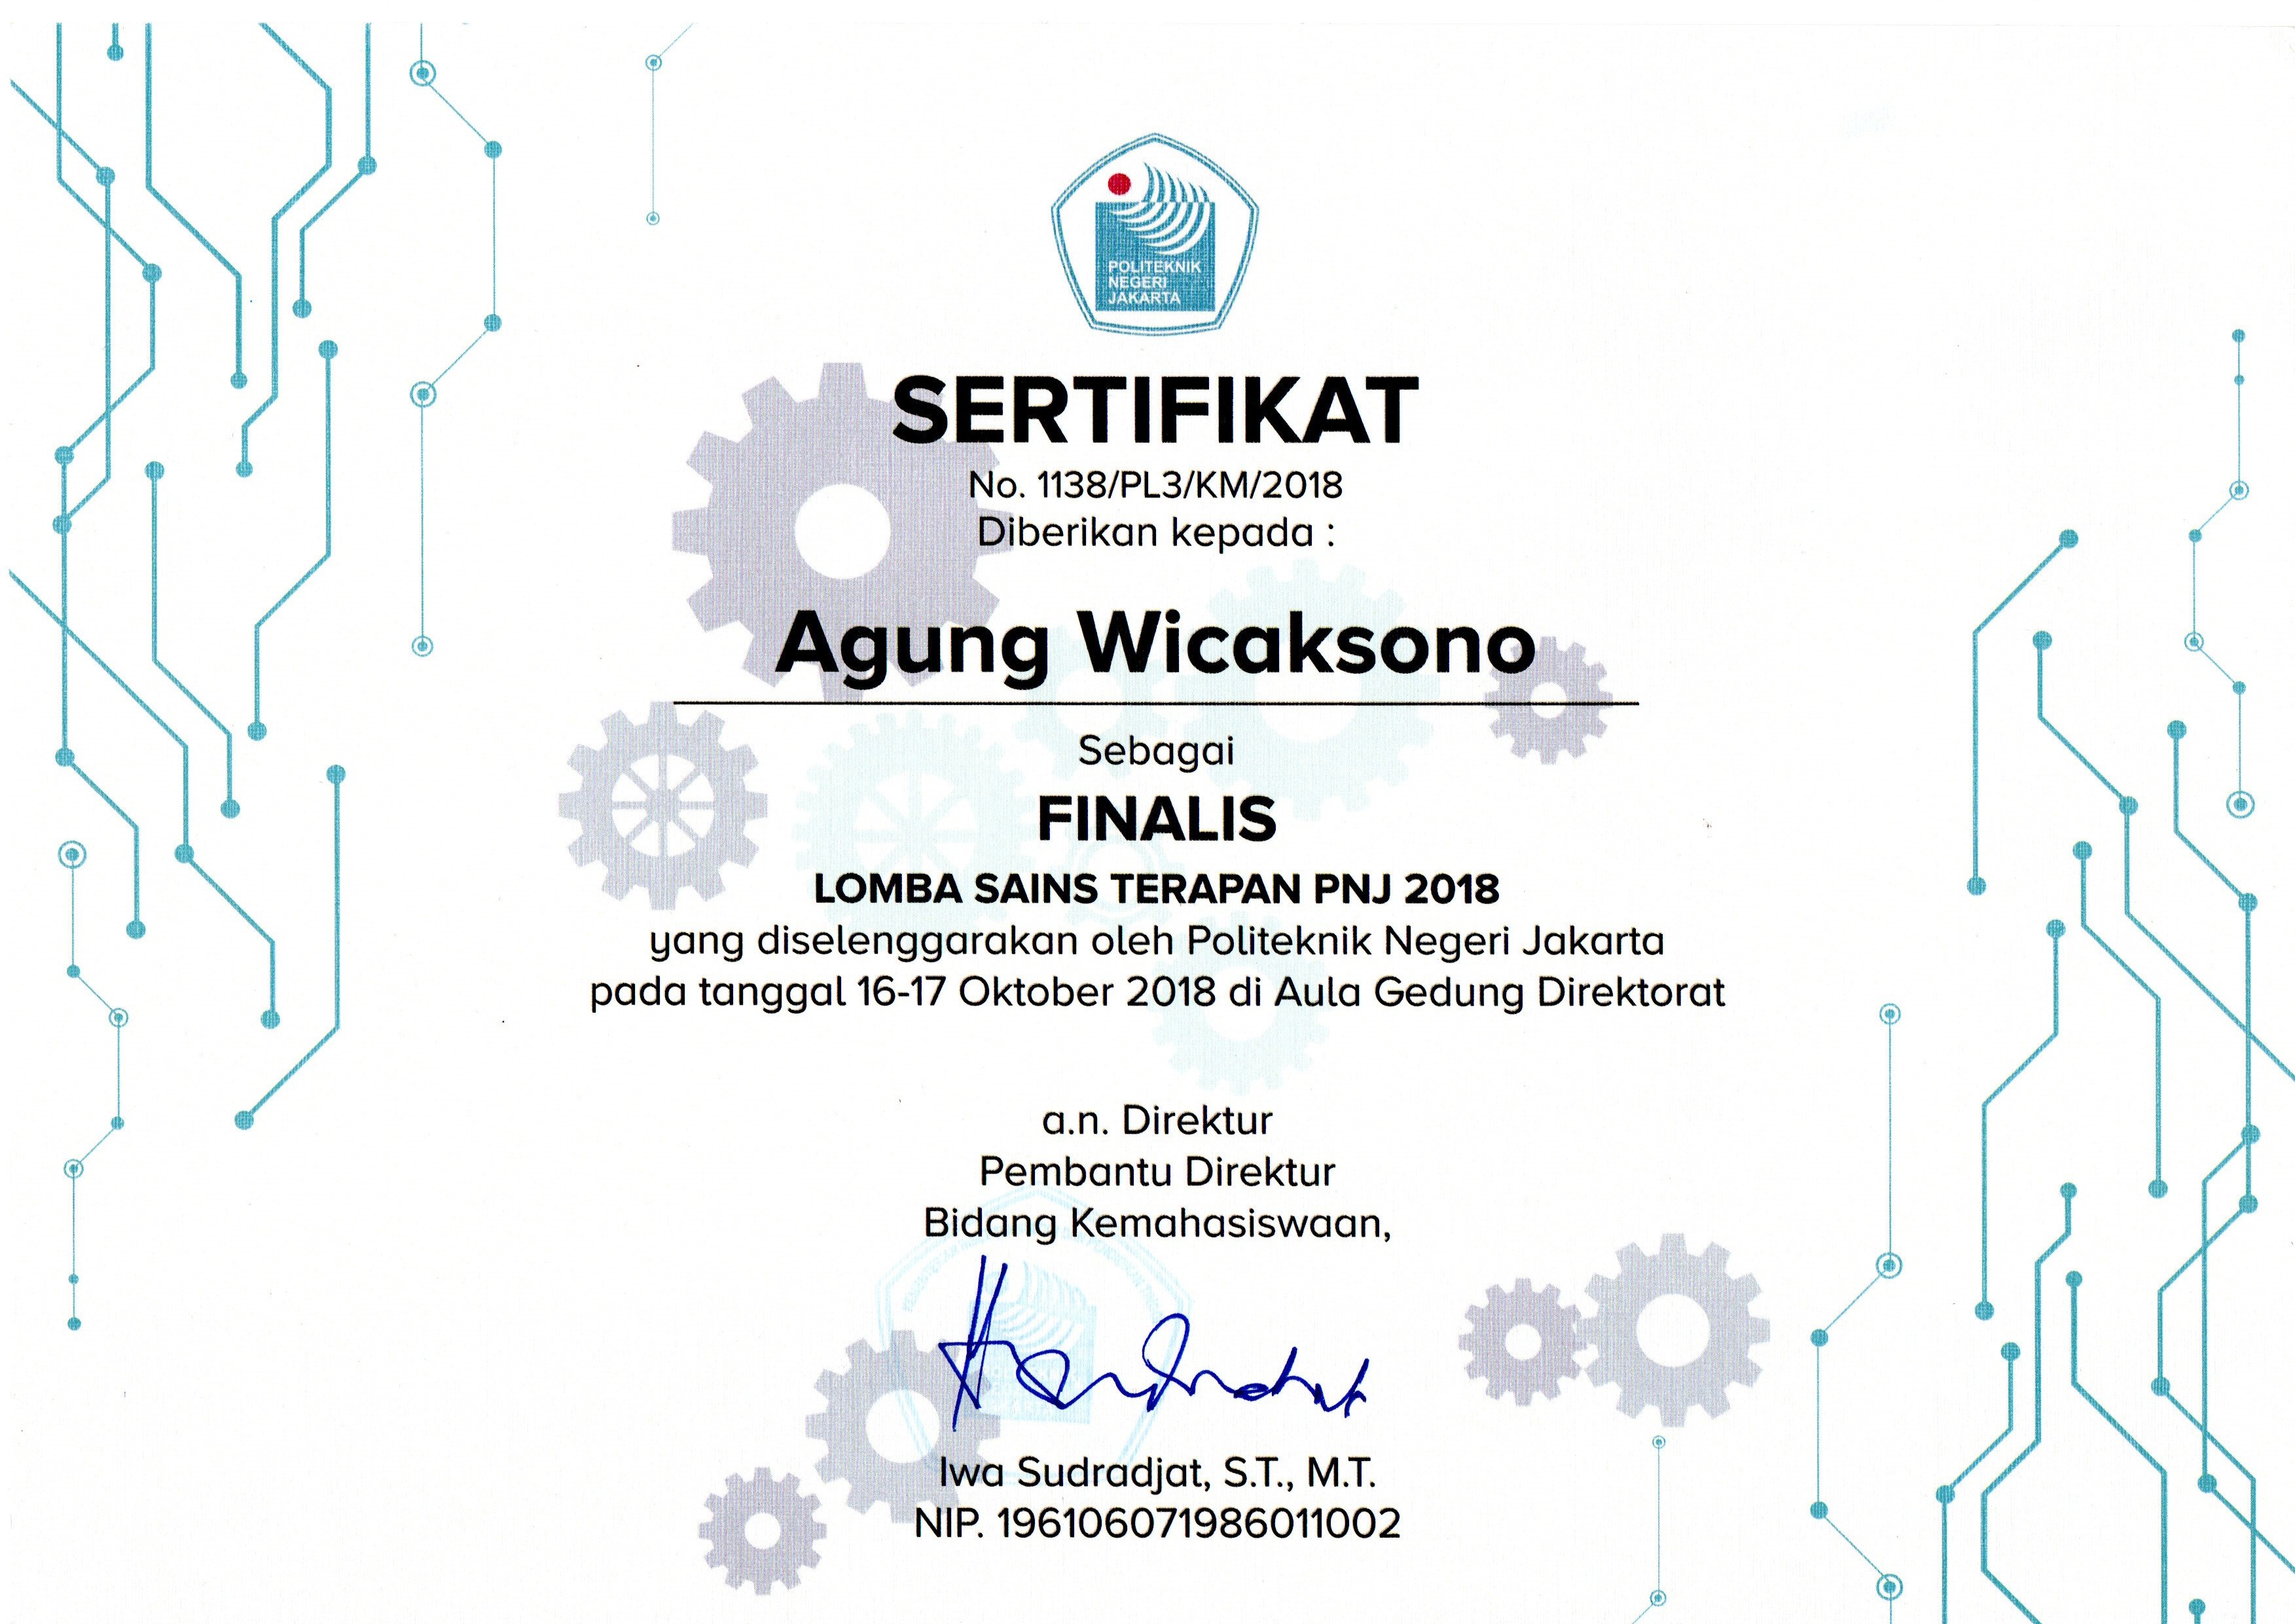 POLITEKNIK
NEGERI
JAKARTA
SERTIFIKAT
No. 1138/PL3/KM/2018
Diberikan kepada :
Agung Wicaksono
Sebagai
FINALIS
LOMBA SAINS TERAPAN PNJ 2018
yang diselenggarakan oleh Politeknik Negeri Jakarta
pada tanggal 16-17 Oktober 2018 di Aula Gedung Direktorat
a.n. Direktur
Pembantu Direktur
Bidang Kemahasiswaan,
Iwa Sudradjat, S.T., M.T.
NIP. 196106071986011002